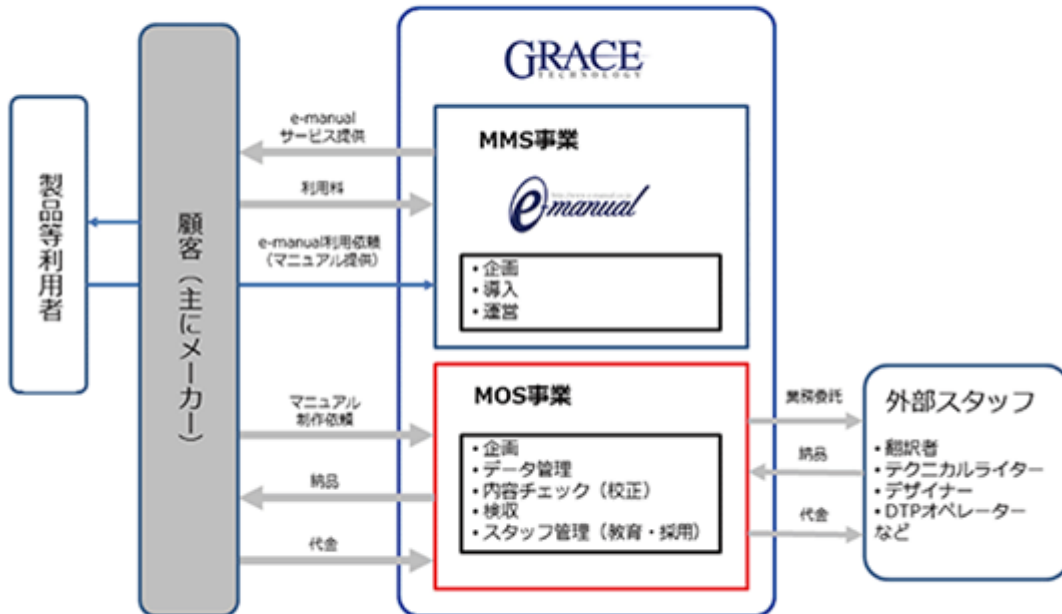 製品等利用者
顧客（主にメーカー）
e-manual
サービス提供
利用料
e-manual利用依頼
（マニュアル提供）
マニュアル
制作依頼
納品
代金
GRACE
TECHNOLOGY
MMS事業
e-manual
・企画
・導入
・運営
MOS事業
・企画
・データ管理
・内容チェック（校正）
・検収
・スタッフ管理（教育・採用）
業務委託
納品
代金
外部スタッフ
・翻訳者
・テクニカルライター
・デザイナー
・DTPオペレーター
など